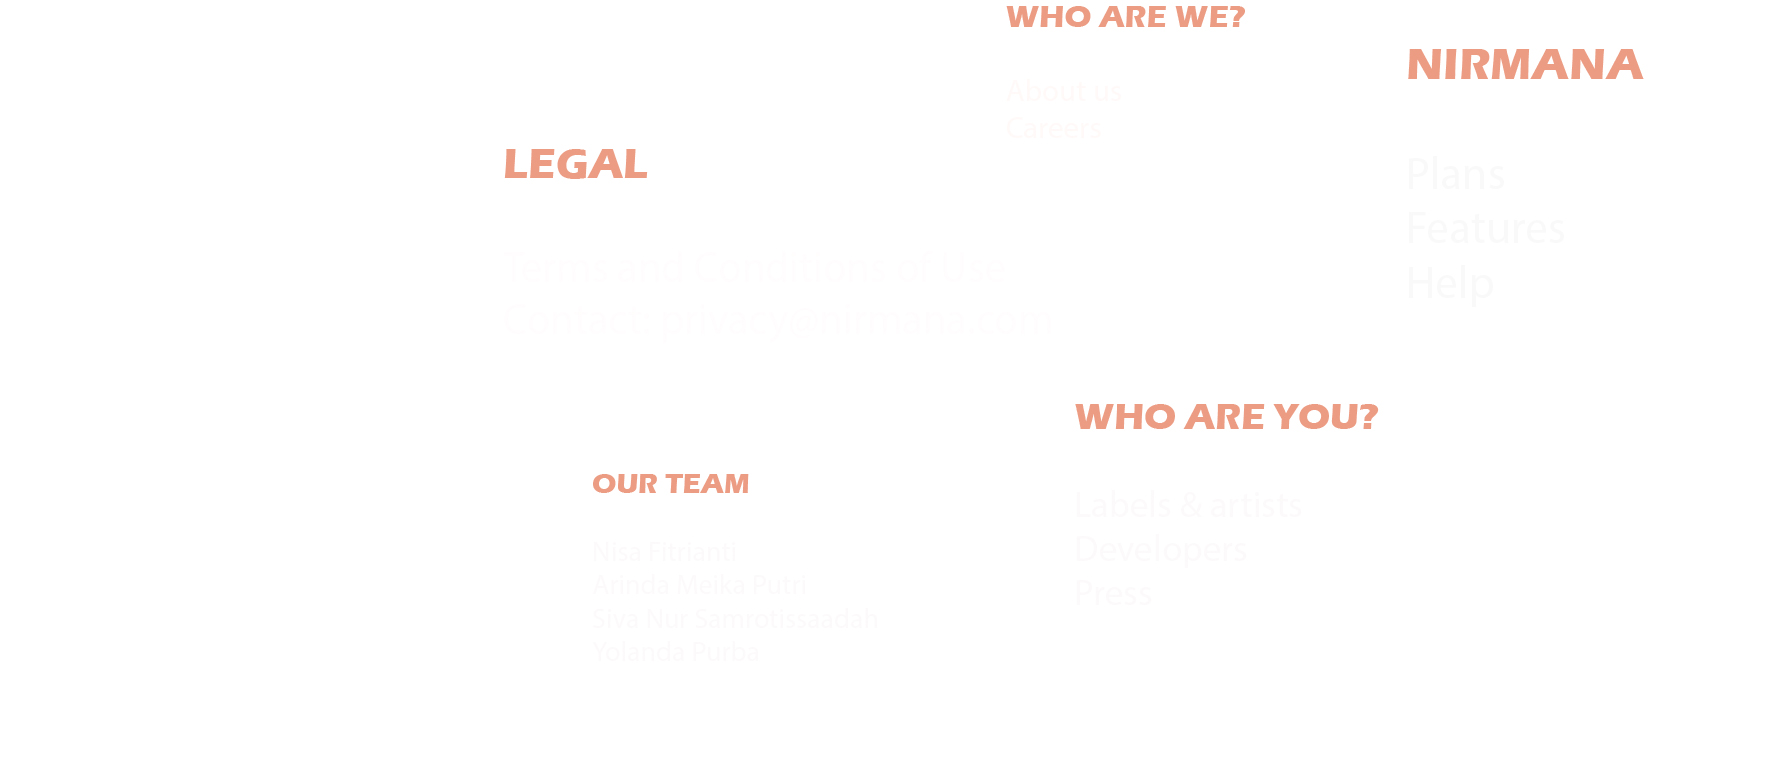 WHO ARE WE?
About us
Careers
NIRMANA
Plans
Features
Help
LEGAL
Terms and Conditions of Use
Contact: privacy@nirmana.com
WHO ARE YOU?
Labels & artists
Developers
Press
OUR TEAM
Nisa Fitrianti
Arinda Meika Putri
Siva Nur Samrotissaadah
Yolanda Purba